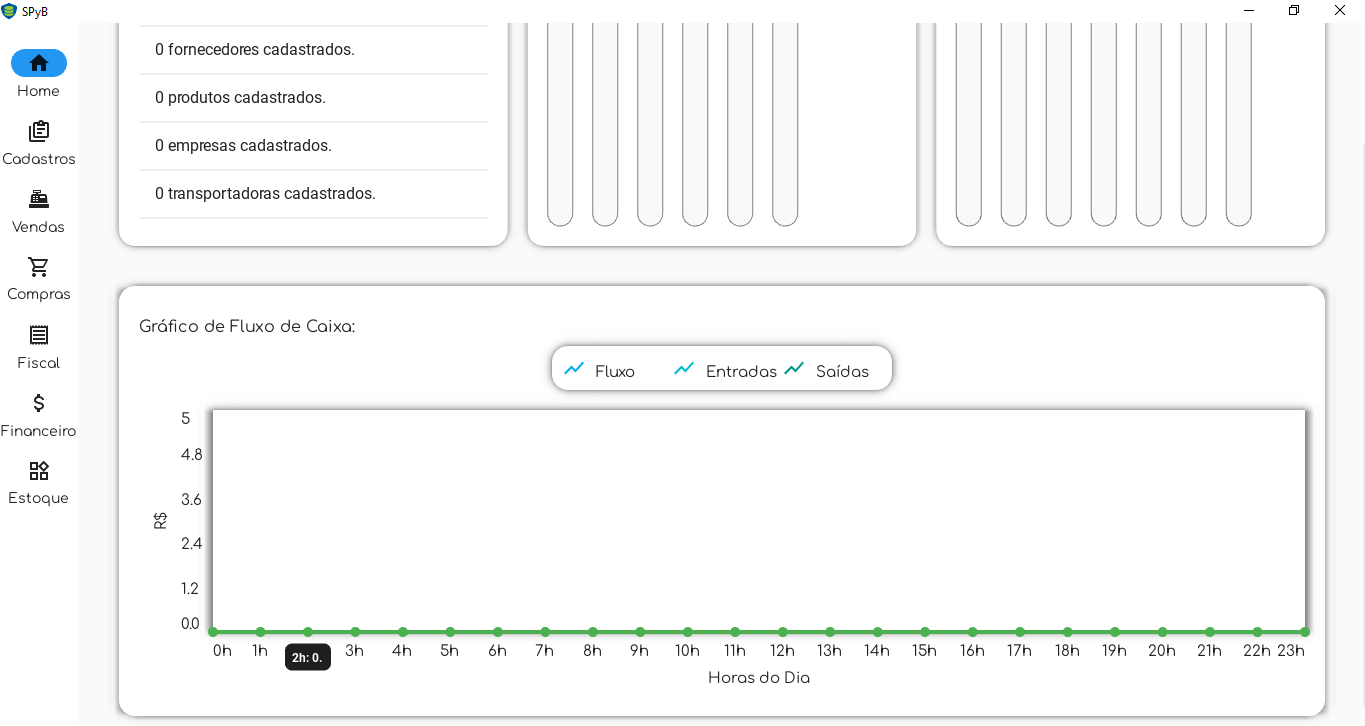 SPyB
Home
Cadastros
Vendas
Compras
Fiscal
Financeiro
Estoque
0 fornecedores cadastrados.
0 produtos cadastrados.
0 empresas cadastrados.
0 transportadoras cadastrados.
Gráfico de Fluxo de Caixa:
Fluxo Entradas Saídas
5
4.8
3.6
2.4
1.2
0.0
R$
0h 1h 3h 4h 5h 6h 7h 8h 9h 10h 11h 12h 13h 14h 15h 16h 17h 18h 19h 20h 21h 22h 23h
2h: 0.
Horas do Dia